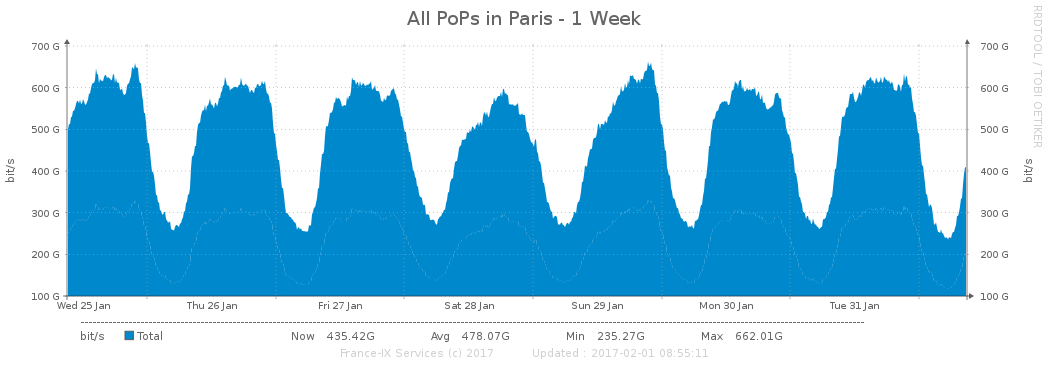 All PoPs in Paris - 1 Week
RRDTOOL / TOBI OETIKER
700 G 700 G
600 G 600 G
500 G 500 G
400 G 400 G
300 G 300 G
200 G 200 G
100 G 100 G
bit/s
bit/s
Wed 25 Jan Thu 26 Jan Fri 27 Jan Sat 28 Jan Sun 29 Jan Mon 30 Jan Tue 31 Jan
bit/s Total Now 435.42G Avg 478.07G Min 235.27G Max 662.01G
France-IX Services (c) 2017 Updated : 2017-02-01 08:55:11